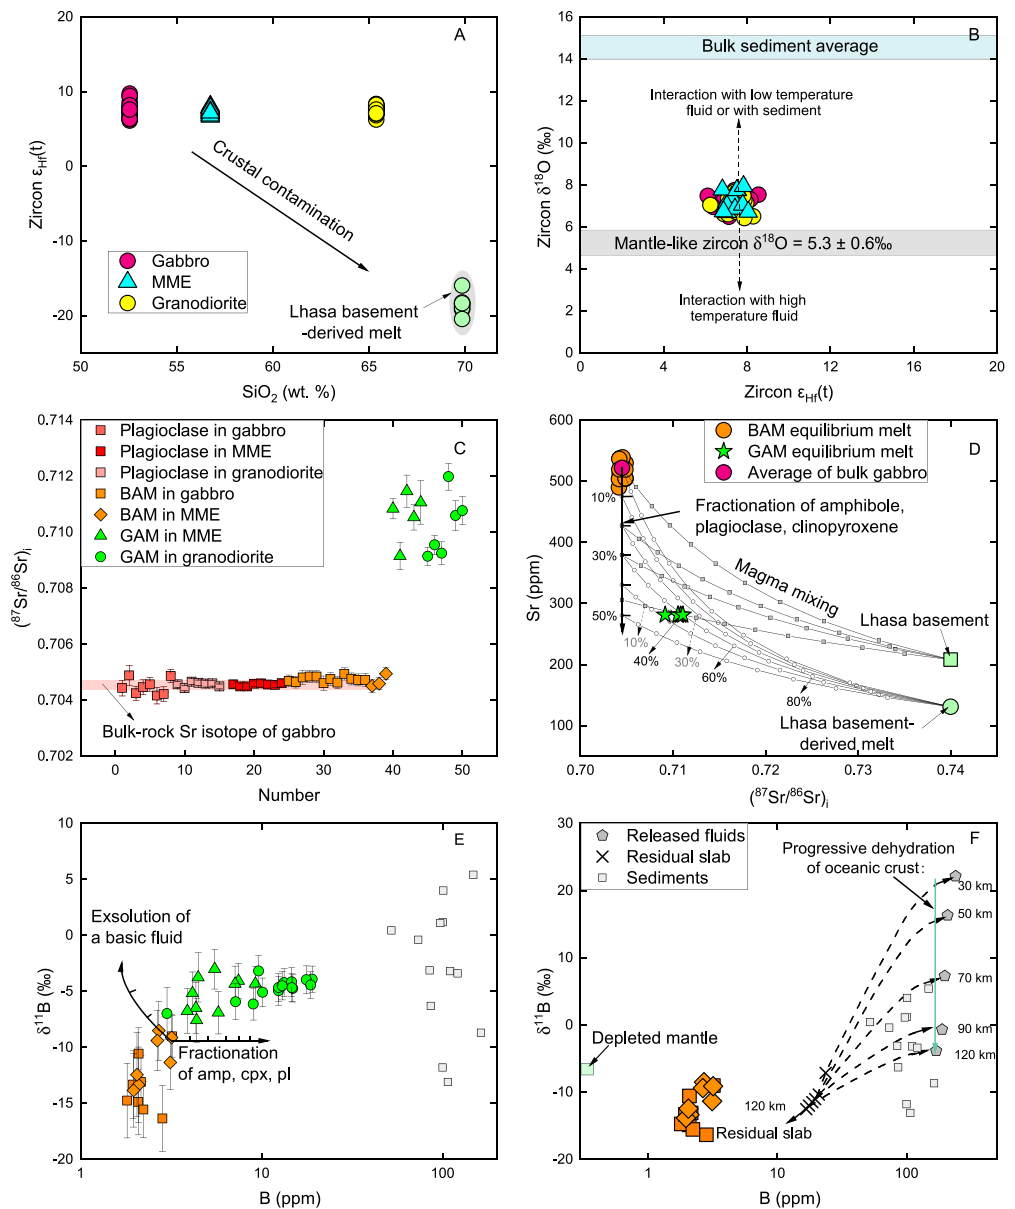 A
20
10
0
-10
-20
Zircon εHf(t)
Crustal contamination
Gabbro
MME
Granodiorite
Lhasa basement
-derived melt
50
55
60
65
70
SiO2 (wt. %)
B
16
14
12
10
8
6
4
2
0
Zircon δ18O (‰)
Bulk sediment average
Interaction with low temperature
fluid or with sediment
Mantle-like zircon δ18O = 5.3 ± 0.6‰
Interaction with high
temperature fluid
0
4
8
12
16
20
Zircon εHf(t)
C
0.714
0.712
0.710
0.708
0.706
0.704
0.702
(87Sr/86Sr)i
Plagioclase in gabbro
Plagioclase in MME
Plagioclase in granodiorite
BAM in gabbro
BAM in MME
GAM in MME
GAM in granodiorite
Bulk-rock Sr isotope of gabbro
0
10
20
30
40
50
Number
D
600
500
400
300
200
100
Sr (ppm)
BAM equilibrium melt
GAM equilibrium melt
Average of bulk gabbro
10%
Fractionation of amphibole,
plagioclase, clinopyroxene
30%
Magma mixing
50%
Lhasa basement
10%
40%
30%
60%
80%
Lhasa basement-
derived melt
0.70
0.71
0.72
0.73
0.74
(87Sr/86Sr)i
E
10
5
0
-5
-10
-15
-20
δ11B (‰)
Exsolution of
a basic fluid
Fractionation
of amp, cpx, pl
1
10
100
B (ppm)
F
30
20
10
0
-10
-20
δ11B (‰)
Released fluids
Residual slab
Sediments
Progressive dehydration
of oceanic crust:
30 km
50 km
70 km
90 km
120 km
Depleted mantle
120 km
Residual slab
1
10
100
B (ppm)